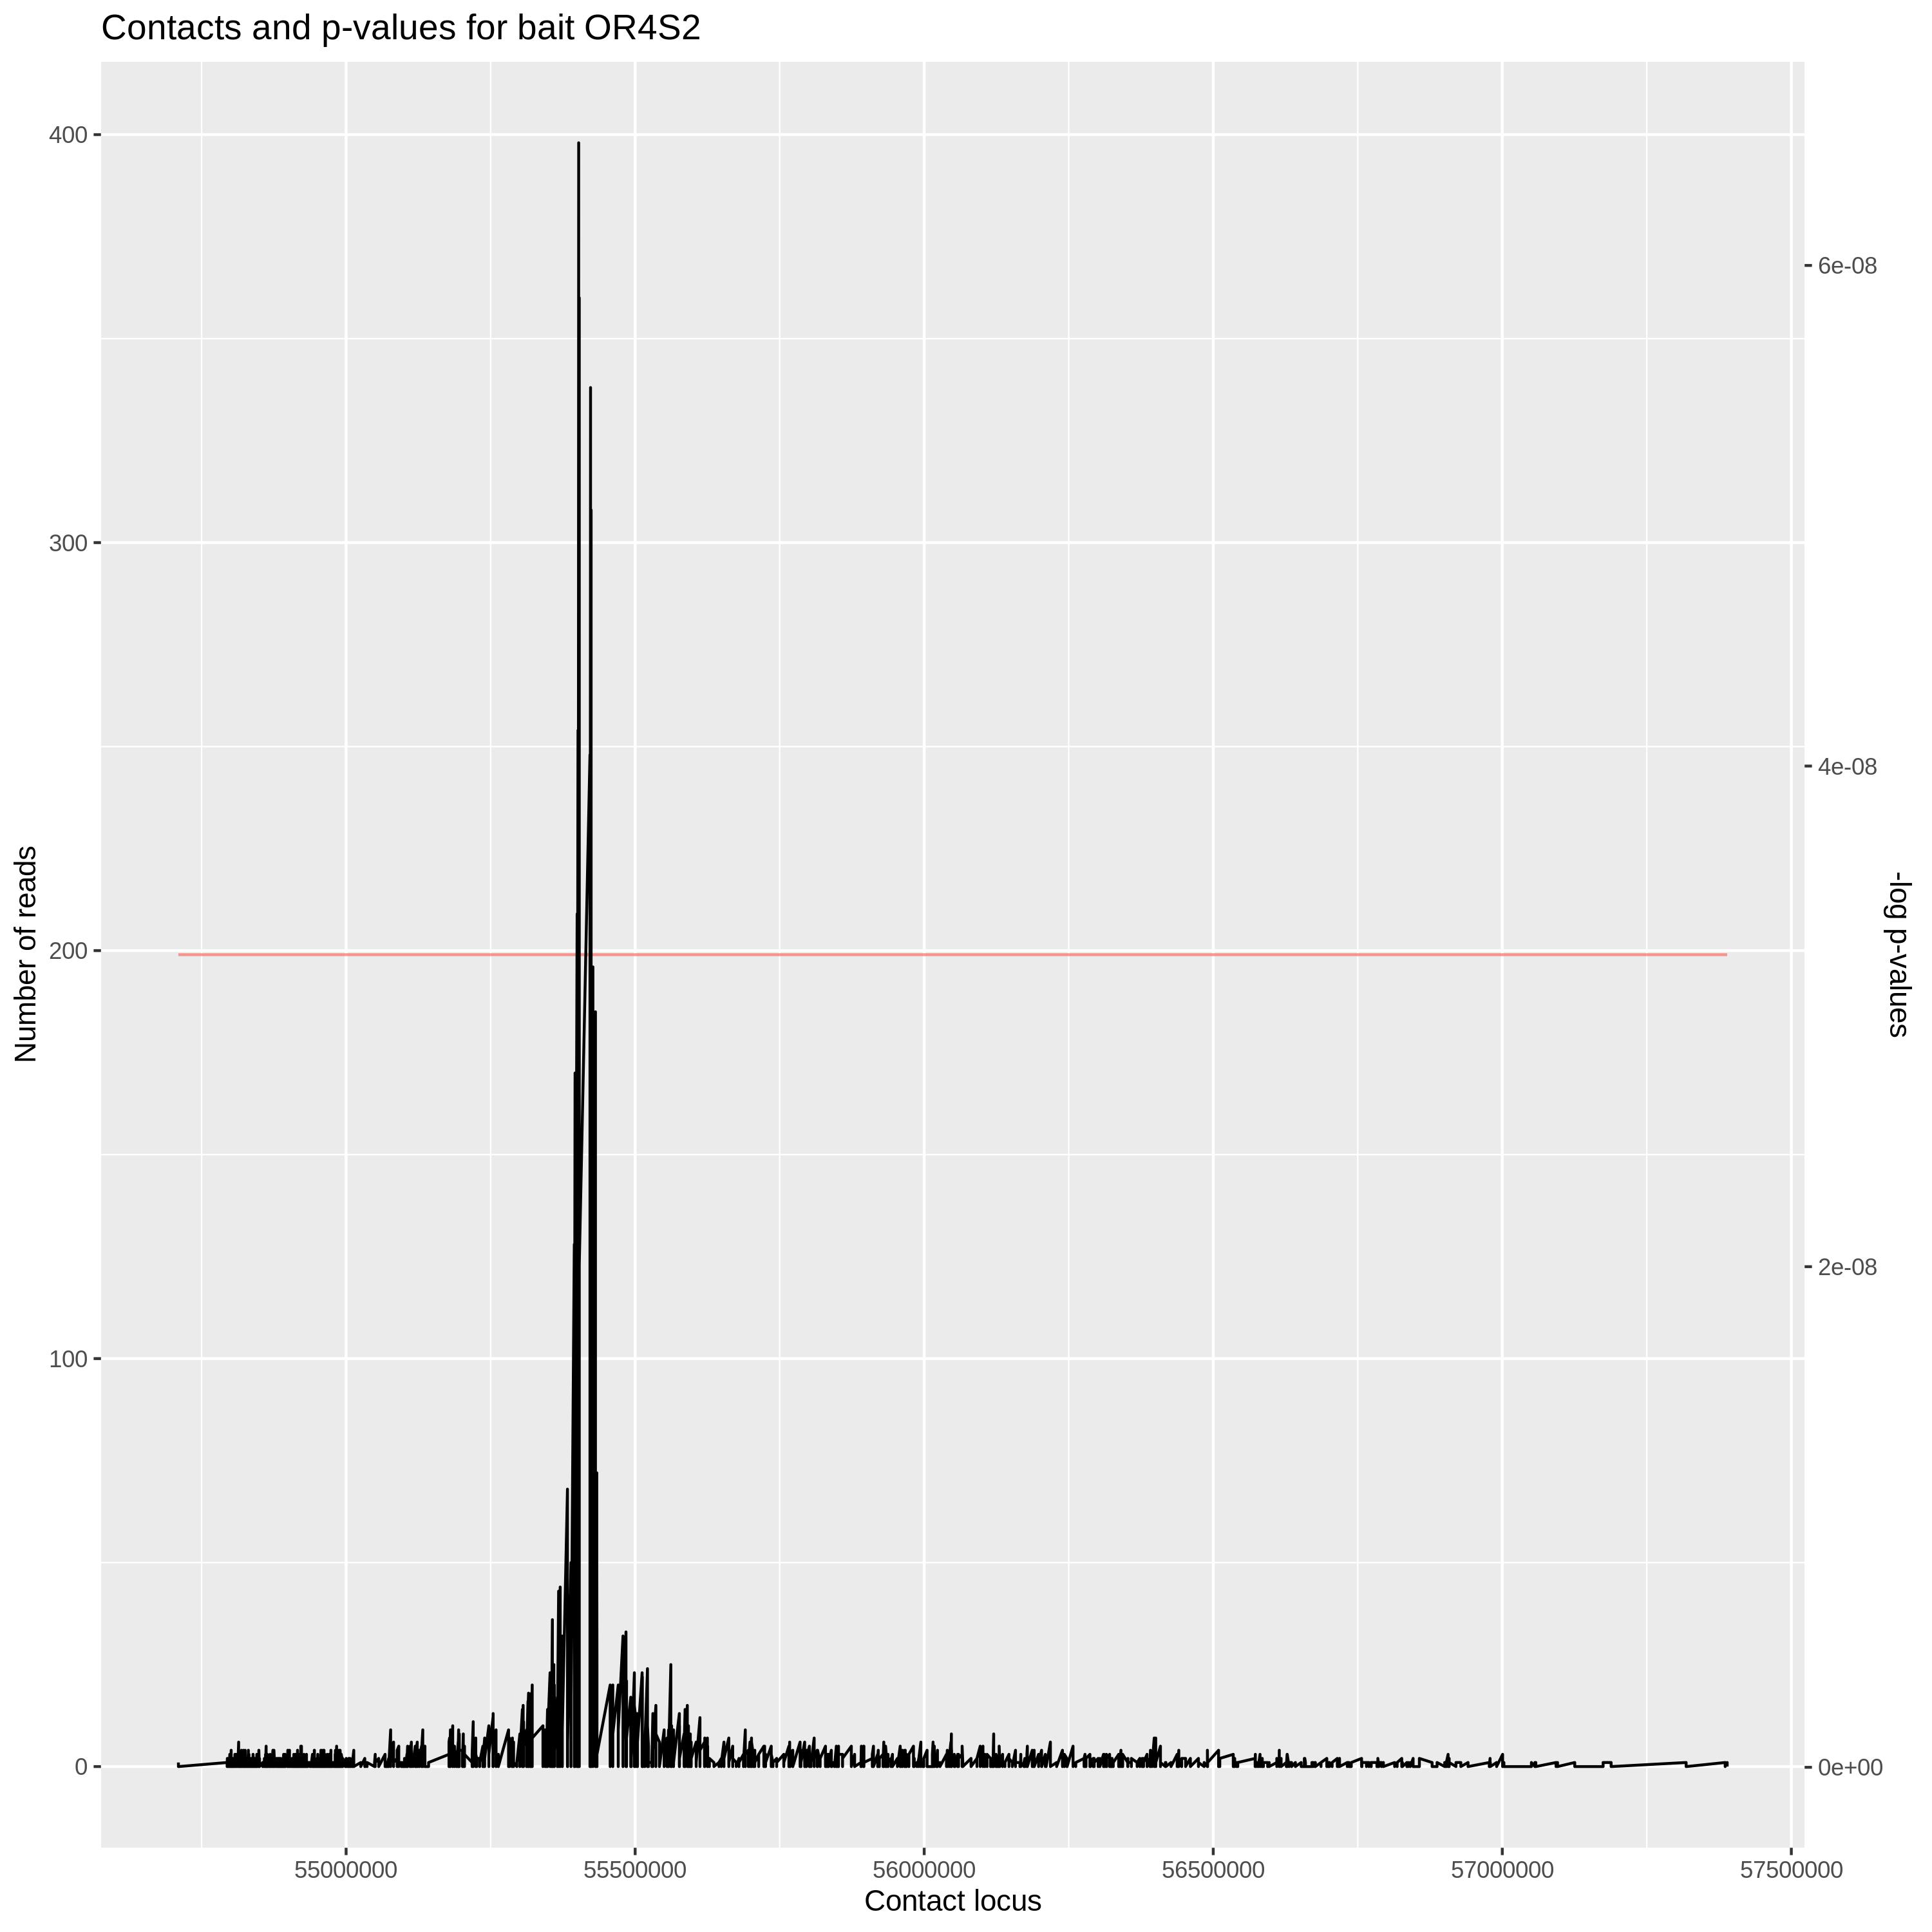 Contacts and p-values for bait OR4S2
400
300
200
100
0
Number of reads
6e-08
4e-08
2e-08
0e+00
-log p-values
55000000
55500000
56000000
56500000
57000000
57500000
Contact locus